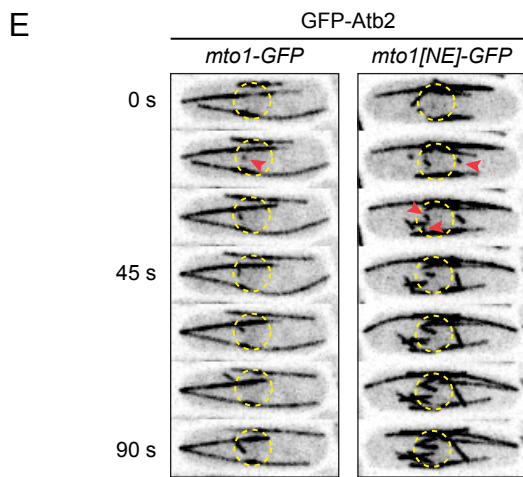 E
GFP-Atb2
mto1-GFP mto1[NE]-GFP
0 s
45 s
90 s